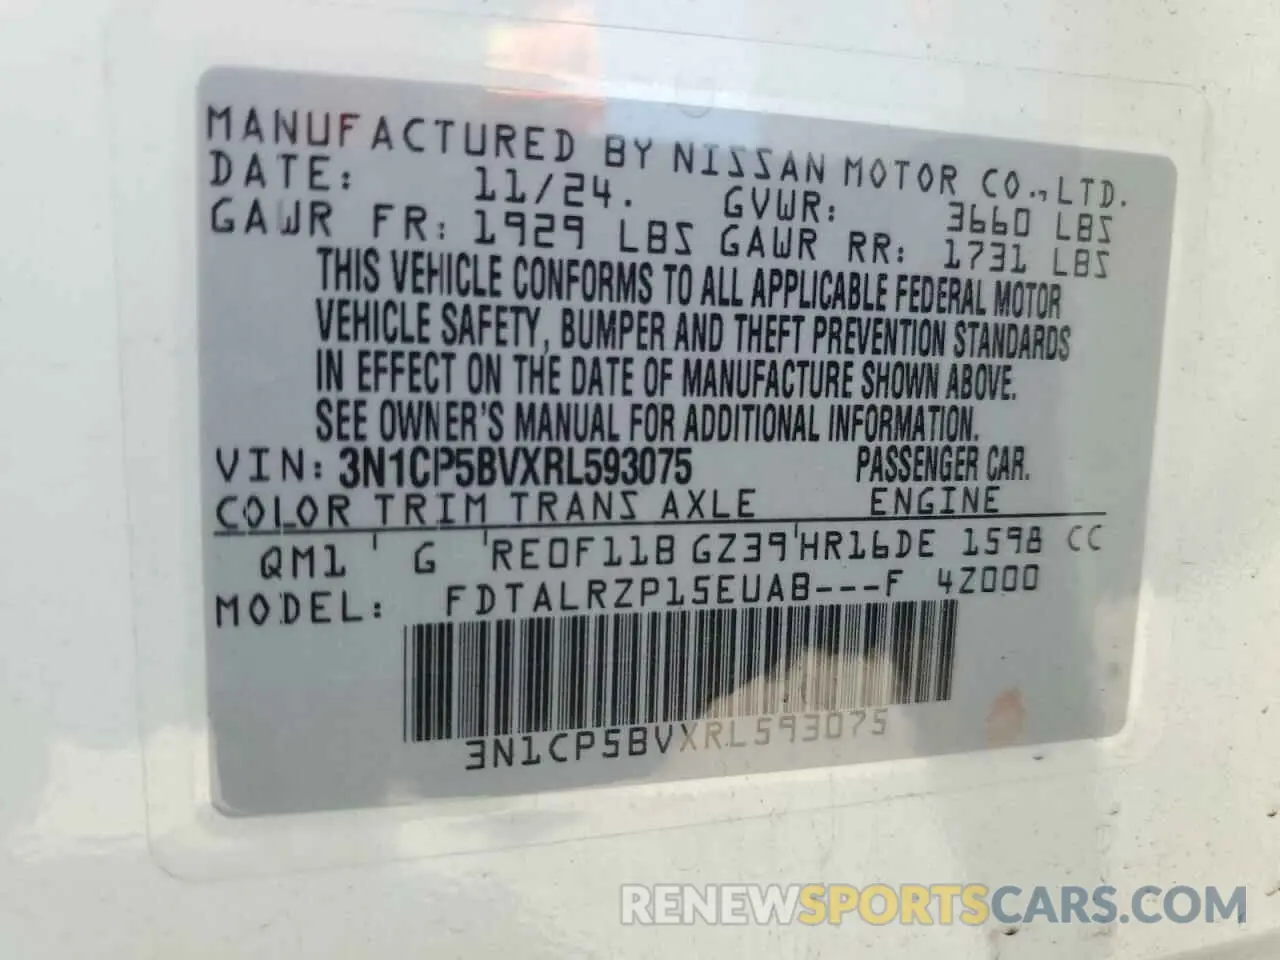 MANUFACTURED BY NISSAN MOTOR CO., LTD.
DATE: 11/24. GVWR: 3660 LBS
GAWR FR: 1929 LBS GAWR RR: 1731 LBS
THIS VEHICLE CONFORMS TO ALL APPLICABLE FEDERAL MOTOR
VEHICLE SAFETY, BUMPER AND THEFT PREVENTION STANDARDS
IN EFFECT ON THE DATE OF MANUFACTURE SHOWN ABOVE.
SEE OWNER'S MANUAL FOR ADDITIONAL INFORMATION.
VIN: 3N1CP5BVXRL593075 PASSENGER CAR.
COLOR TRIM TRANS AXLE ENGINE
QM1 G RE0F11B GZ39 HR16DE 1598 CC
MODEL: FDTALRZP15EUAB---F 4Z000
3N1CP5BVXRL593075
RENEWSPORTSCARS.COM